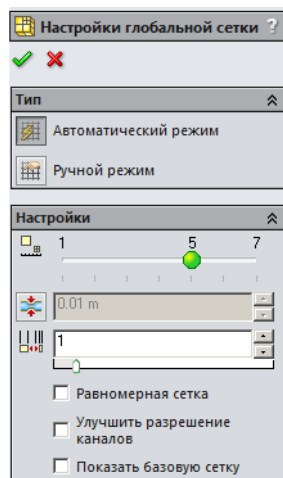 Настройки глобальной сетки ?
Тип
Автоматический режим
Ручной режим
Настройки
1 5 7
0.01 m
1
Равномерная сетка
Улучшить разрешение
каналов
Показать базовую сетку